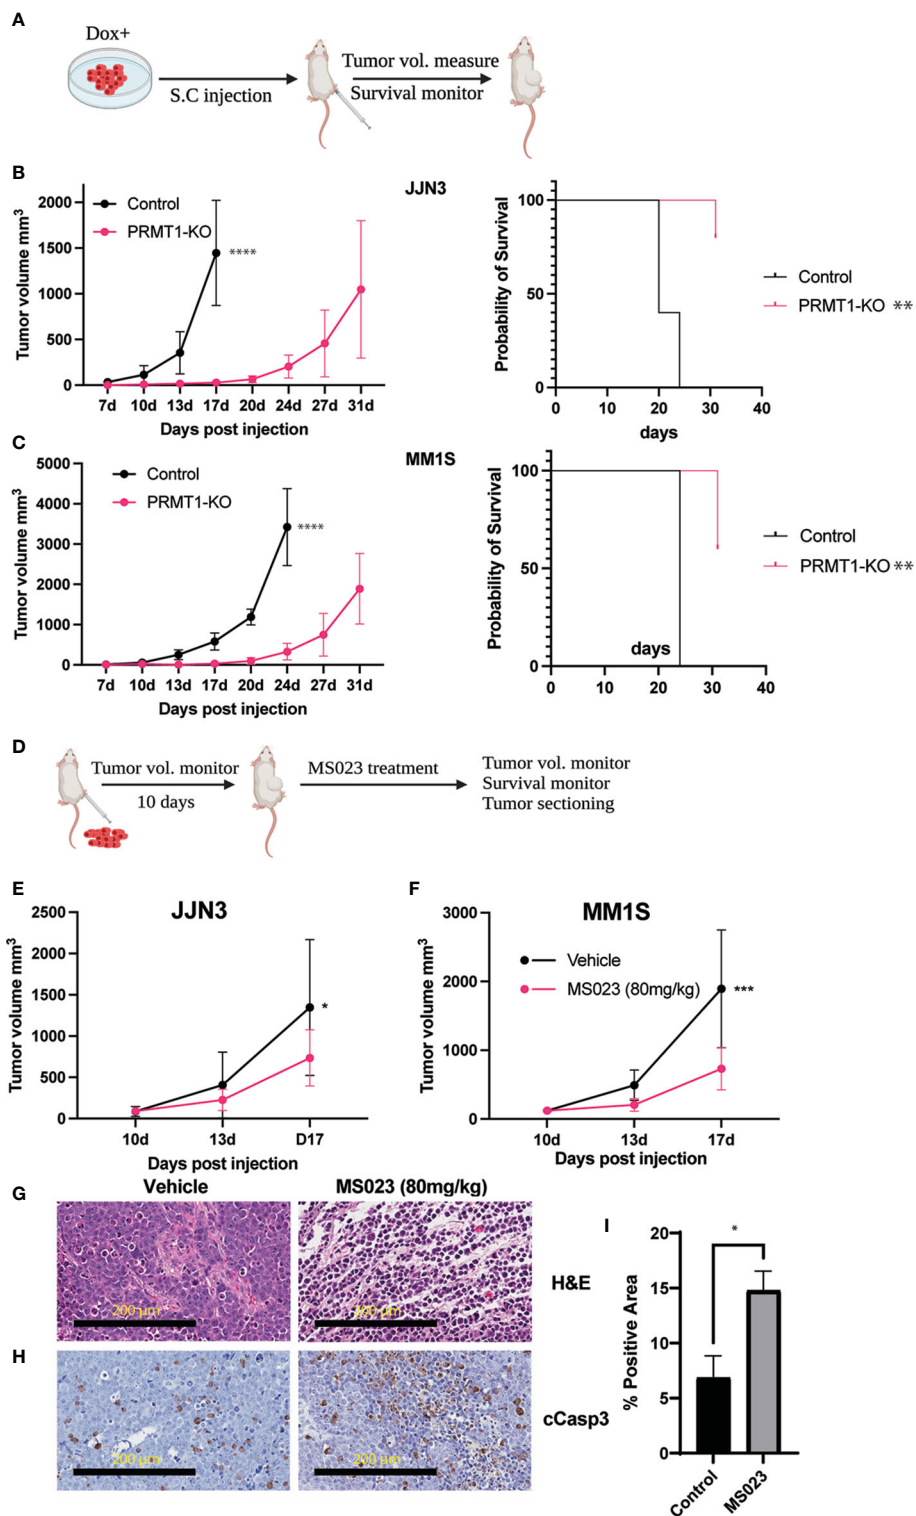 A
Dox+
S.C injection
Tumor vol. measure
Survival monitor
B
JJN3
Tumor volume mm3
2000
1500
1000
500
0
Control
PRMT1-KO
****
7d 10d 13d 17d 20d 24d 27d 31d
Days post injection
Probability of Survival
100
50
0
0 10 20 30 40
days
Control
PRMT1-KO **
C
MM1S
Tumor volume mm3
5000
4000
3000
2000
1000
0
Control
PRMT1-KO
****
7d 10d 13d 17d 20d 24d 27d 31d
Days post injection
Probability of Survival
100
50
0
days
0 10 20 30 40
Control
PRMT1-KO **
D
Tumor vol. monitor
10 days
MS023 treatment
Tumor vol. monitor
Survival monitor
Tumor sectioning
E
JJN3
Tumor volume mm3
2500
2000
1500
1000
500
0
*
10d 13d D17
Days post injection
F
MM1S
Tumor volume mm3
3000
2000
1000
0
Vehicle
MS023 (80mg/kg)
***
10d 13d 17d
Days post injection
G
Vehicle
MS023 (80mg/kg)
200 µm
300 µm
H&E
H
200 µm
200 µm
cCasp3
I
% Positive Area
20
15
10
5
0
*
Control
MS023